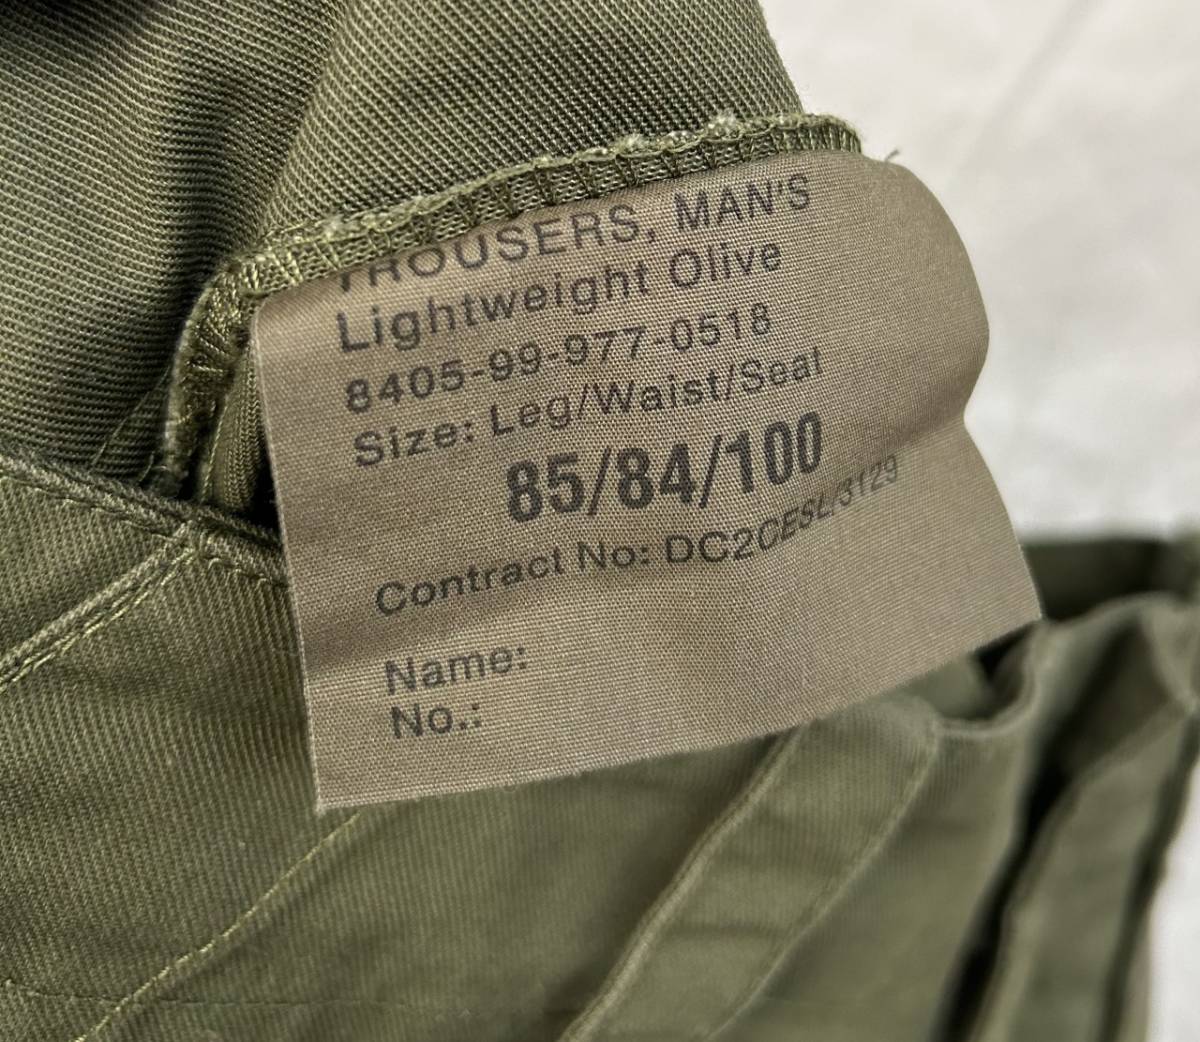 TROUSERS, MAN'S
Lightweight Olive
8405-99-977-0518
Size: Leg/Waist/Seat
85/84/100
Contract No: DC2CESL/3129
Name:
No.: